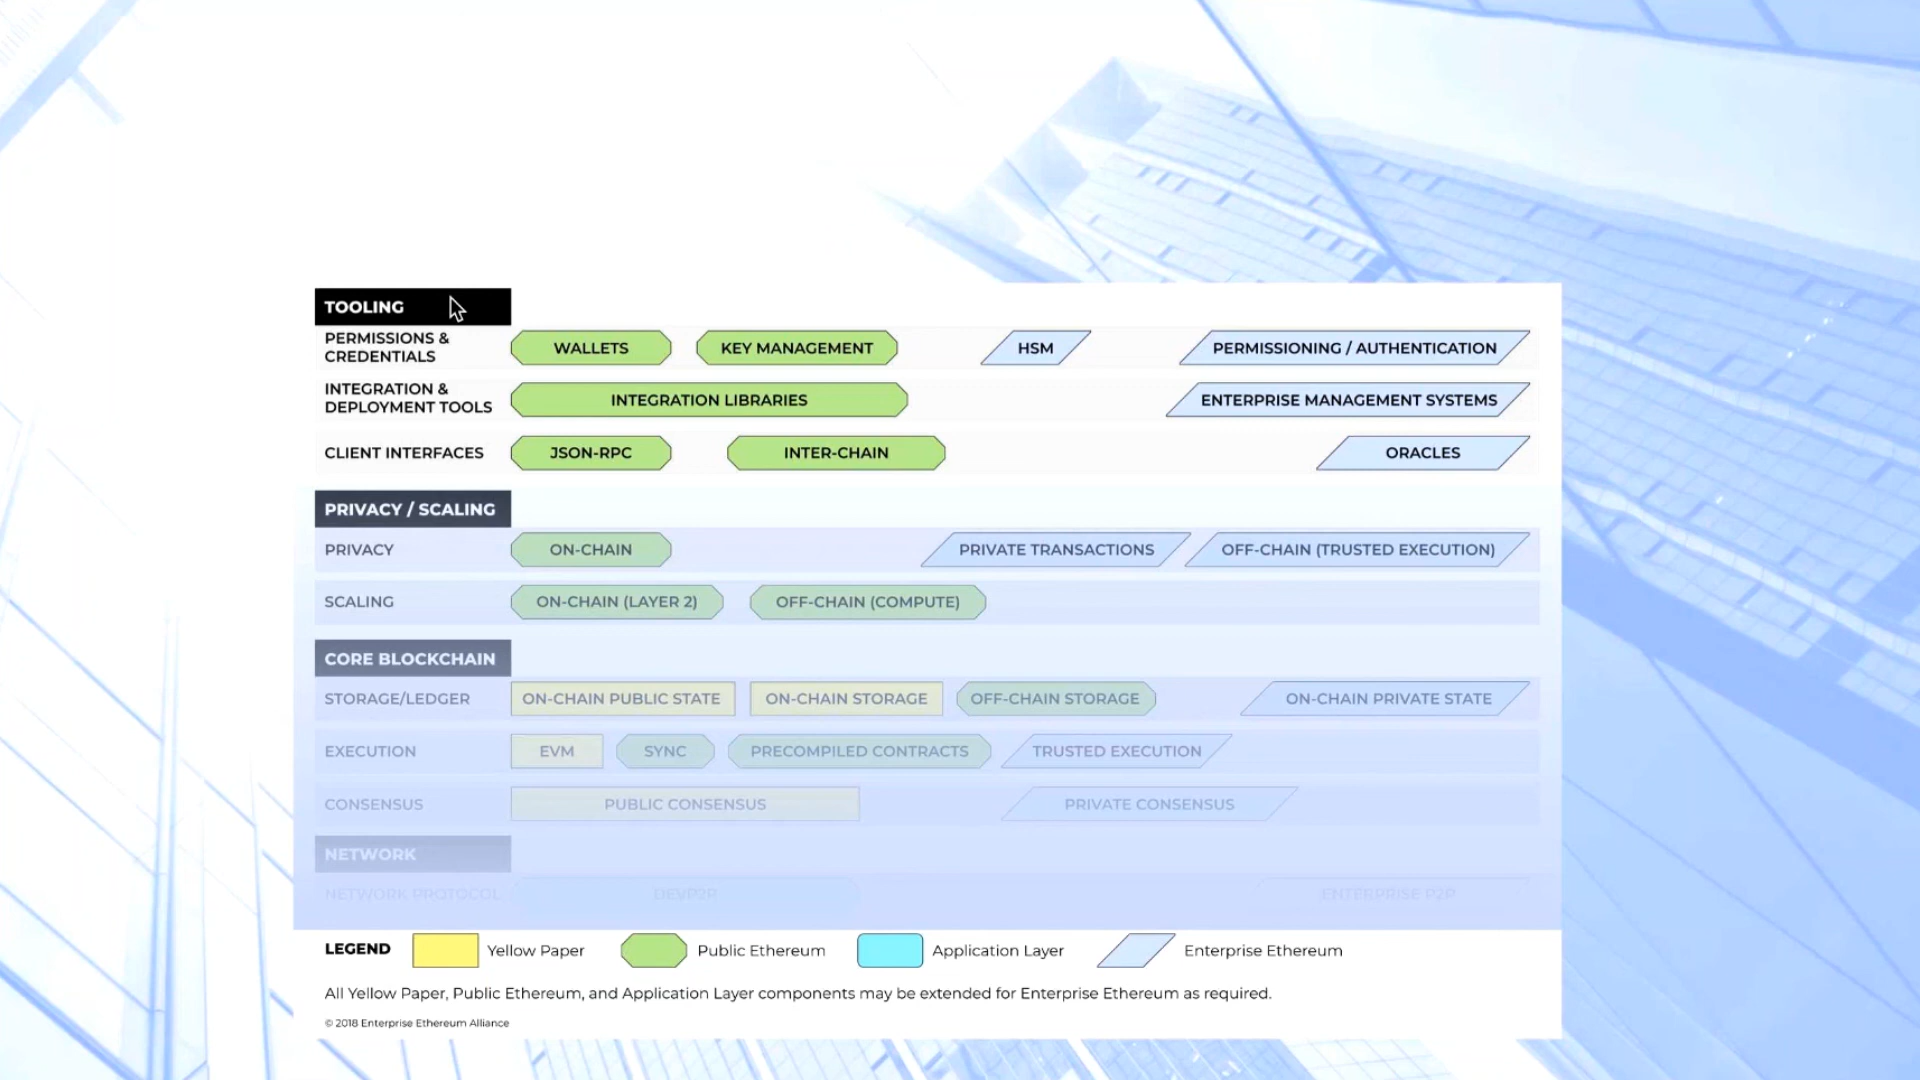 TOOLING
PERMISSIONS &
CREDENTIALS
WALLETS
KEY MANAGEMENT
HSM
PERMISSIONING / AUTHENTICATION
INTEGRATION &
DEPLOYMENT TOOLS
INTEGRATION LIBRARIES
ENTERPRISE MANAGEMENT SYSTEMS
CLIENT INTERFACES
JSON-RPC
INTER-CHAIN
ORACLES
PRIVACY / SCALING
PRIVACY
ON-CHAIN
PRIVATE TRANSACTIONS
OFF-CHAIN (TRUSTED EXECUTION)
SCALING
ON-CHAIN (LAYER 2)
OFF-CHAIN (COMPUTE)
CORE BLOCKCHAIN
STORAGE/LEDGER
ON-CHAIN PUBLIC STATE
ON-CHAIN STORAGE
OFF-CHAIN STORAGE
ON-CHAIN PRIVATE STATE
EXECUTION
EVM
SYNC
PRECOMPILED CONTRACTS
TRUSTED EXECUTION
CONSENSUS
PUBLIC CONSENSUS
PRIVATE CONSENSUS
NETWORK
NETWORK PROTOCOL
DEVP2P
ENTERPRISE P2P
LEGEND
Yellow Paper
Public Ethereum
Application Layer
Enterprise Ethereum
All Yellow Paper, Public Ethereum, and Application Layer components may be extended for Enterprise Ethereum as required.
© 2018 Enterprise Ethereum Alliance